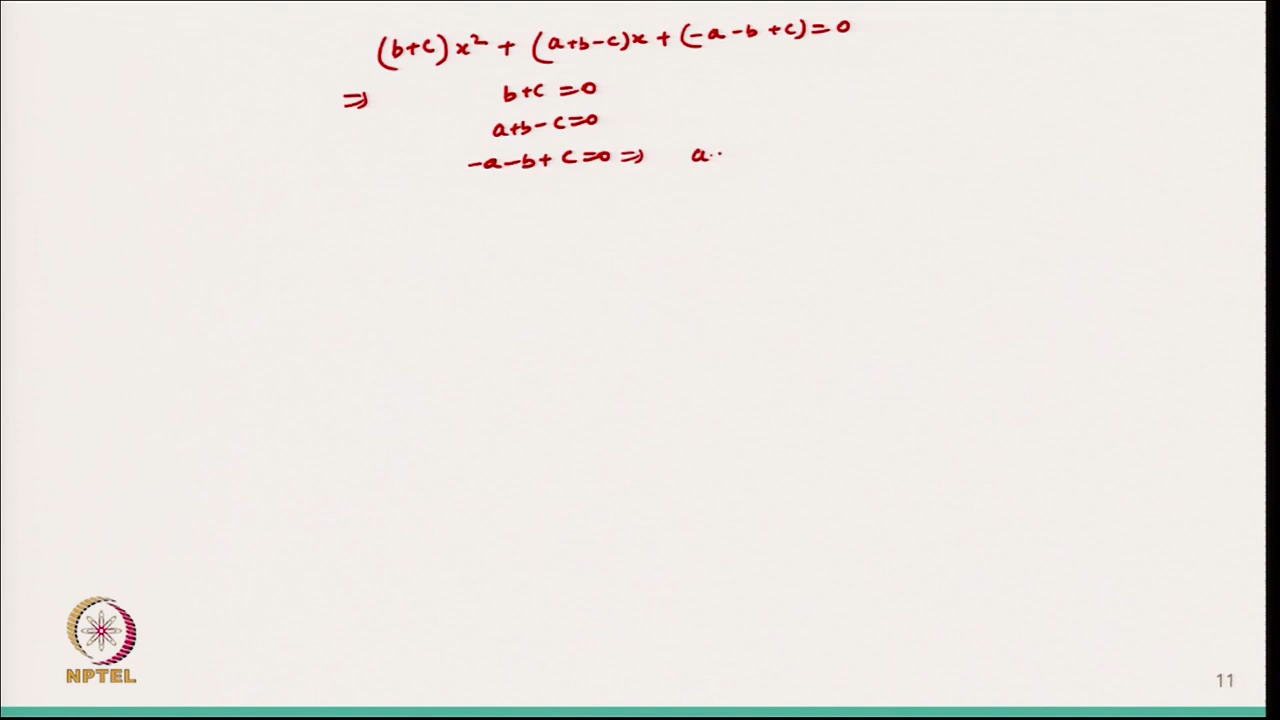 (b+c)x² + (a+b-c)x + (-a-b+c)=0
⇒ b+c=0
a+b-c=0
-a-b+c=0 ⇒ a..
NPTEL
11